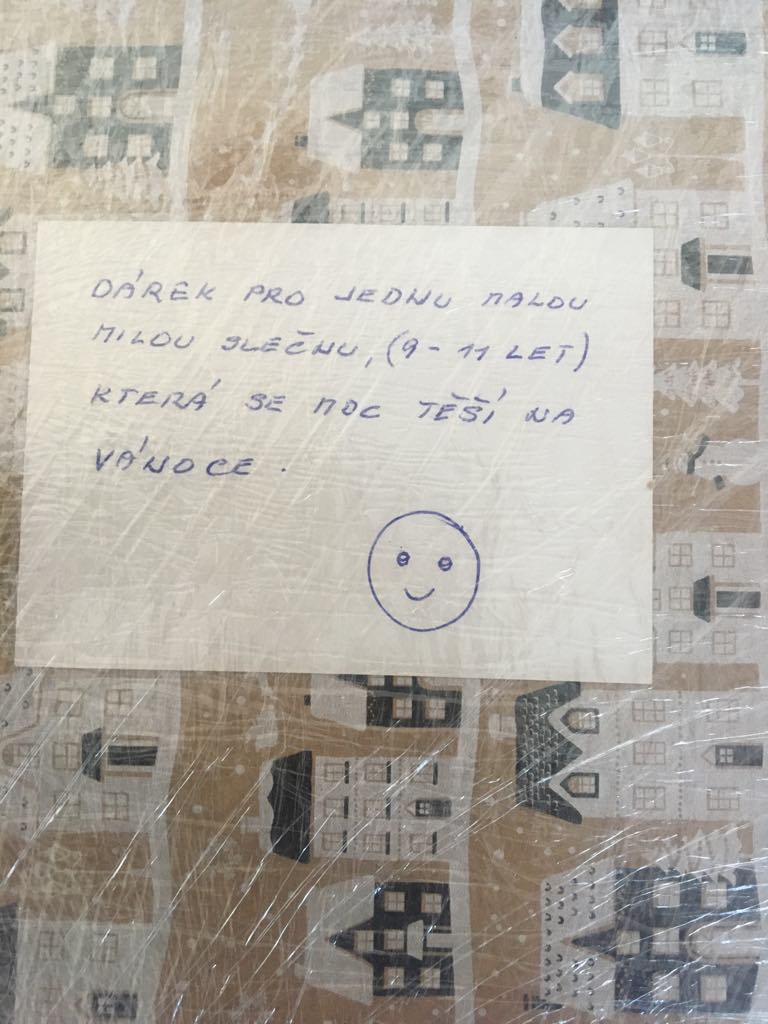 DÁREK PRO JEDNU MALOU
MILOU SLEČNU, (9 - 11 LET)
KTERÁ SE MOC TĚŠÍ NA
VÁNOCE.